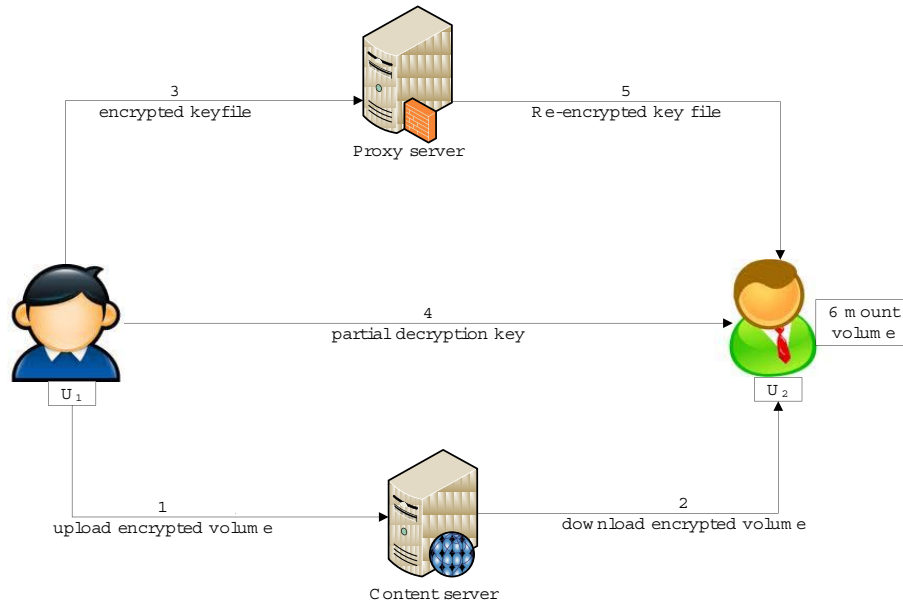 3
encrypted keyfile
5
Re-encrypted key file
Proxy server
4
partial decryption key
6 mount
volume
U₁
U₂
1
upload encrypted volume
2
download encrypted volume
Content server